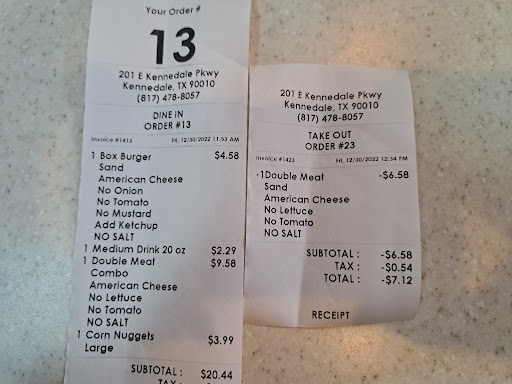 Your Order #
13
201 E Kennedale Pkwy
Kennedale, TX 90010
(817) 478-8057
DINE IN
ORDER #13
Invoice #1413 Fri, 12/30/2022 11:53 AM
1 Box Burger $4.58
Sand
American Cheese
No Onion
No Tomato
No Mustard
Add Ketchup
NO SALT
1 Medium Drink 20 oz $2.29
1 Double Meat $9.58
Combo
American Cheese
No Lettuce
No Tomato
NO SALT
1 Corn Nuggets $3.99
Large
SUBTOTAL : $20.44
TAX :
201 E Kennedale Pkwy
Kennedale, TX 90010
(817) 478-8057
TAKE OUT
ORDER #23
Invoice #1423 Fri, 12/30/2022 12:34 PM
-1Double Meat -$6.58
Sand
American Cheese
No Lettuce
No Tomato
NO SALT
SUBTOTAL : -$6.58
TAX : -$0.54
TOTAL : -$7.12
RECEIPT